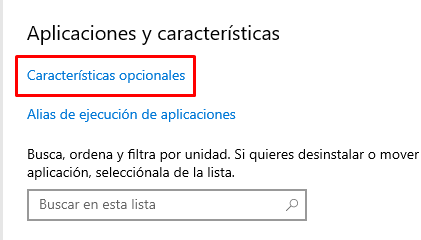 Aplicaciones y características
Características opcionales
Alias de ejecución de aplicaciones
Busca, ordena y filtra por unidad. Si quieres desinstalar o mover
aplicación, selecciónala de la lista.
Buscar en esta lista